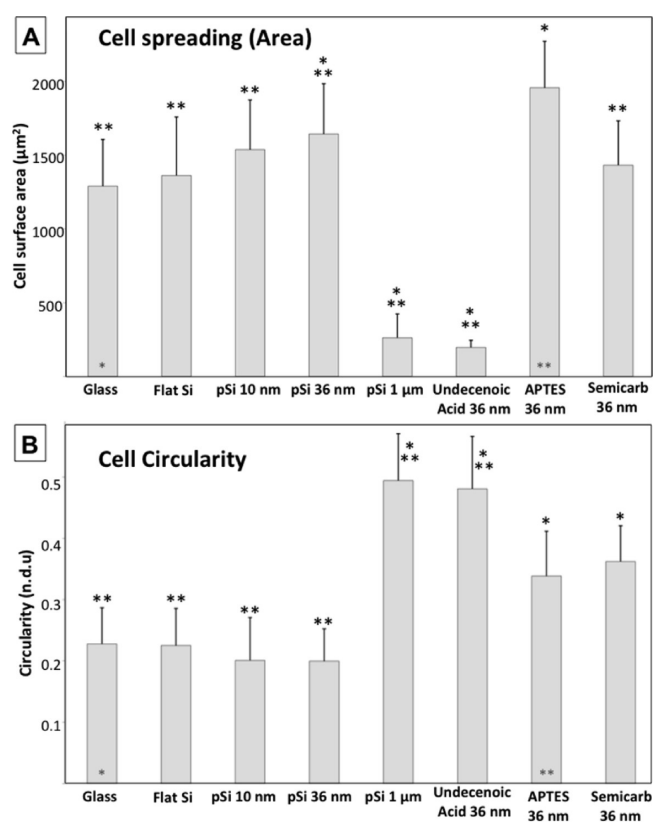 A
Cell spreading (Area)
Cell surface area (µm²)
2000
1500
1000
500
** ** ** * ** * ** * ** * **
* **
Glass Flat Si pSi 10 nm pSi 36 nm pSi 1 µm Undecenoic Acid 36 nm APTES 36 nm Semicarb 36 nm
B
Cell Circularity
Circularity (n.d.u)
0.5
0.4
0.3
0.2
0.1
** ** ** ** * ** * ** * *
* **
Glass Flat Si pSi 10 nm pSi 36 nm pSi 1 µm Undecenoic Acid 36 nm APTES 36 nm Semicarb 36 nm